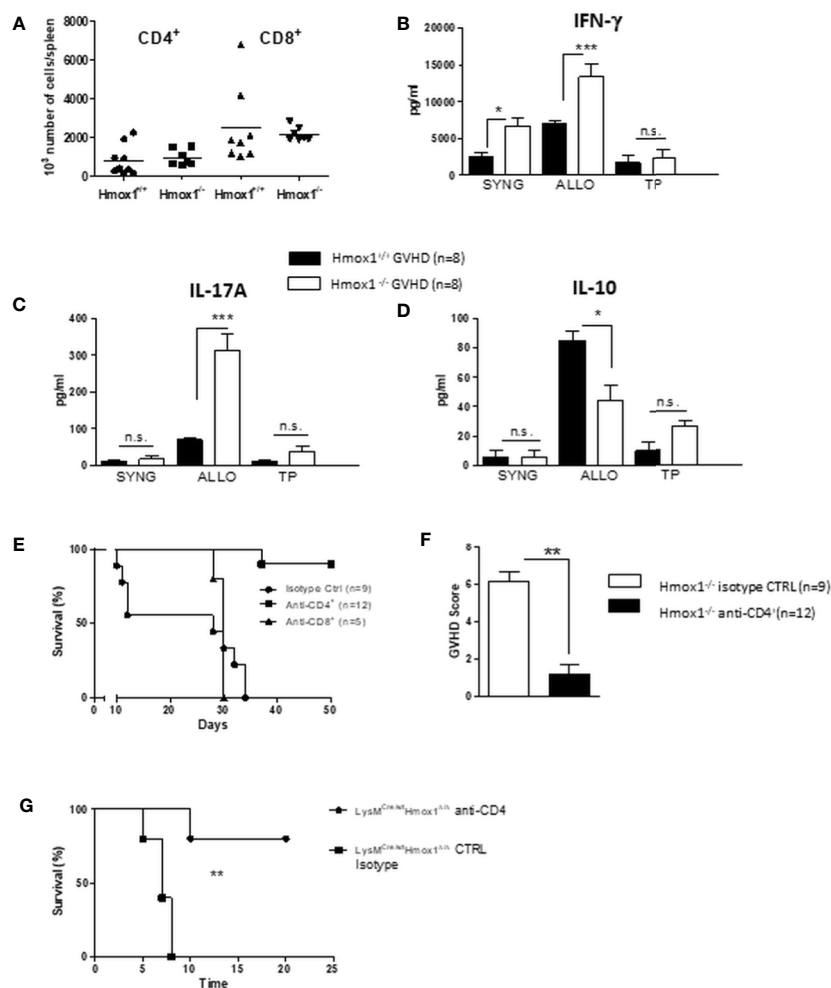 A
10³ number of cells/spleen
8000
6000
4000
2000
0
CD4⁺ CD8⁺
Hmox1⁺/⁺ Hmox1⁻/⁻ Hmox1⁺/⁺ Hmox1⁻/⁻
B
IFN-γ
pg/ml
20000
15000
10000
5000
0
* *** n.s.
SYNG ALLO TP
Hmox1⁺/⁺ GVHD (n=8)
Hmox1⁻/⁻ GVHD (n=8)
C
IL-17A
pg/ml
400
300
200
100
0
n.s. *** n.s.
SYNG ALLO TP
D
IL-10
pg/ml
100
80
60
40
20
0
n.s. * n.s.
SYNG ALLO TP
E
Survival (%)
100
50
0
0 10 20 30 40 50
Days
Isotype Ctrl (n=9)
Anti-CD4⁺ (n=12)
Anti-CD8⁺ (n=5)
F
GVHD Score
8
6
4
2
0
**
Hmox1⁻/⁻ isotype CTRL(n=9)
Hmox1⁻/⁻ anti-CD4⁺(n=12)
G
Survival (%)
100
50
0
0 5 10 15 20 25
Time
**
anti-CD4
CTRL
Isotype